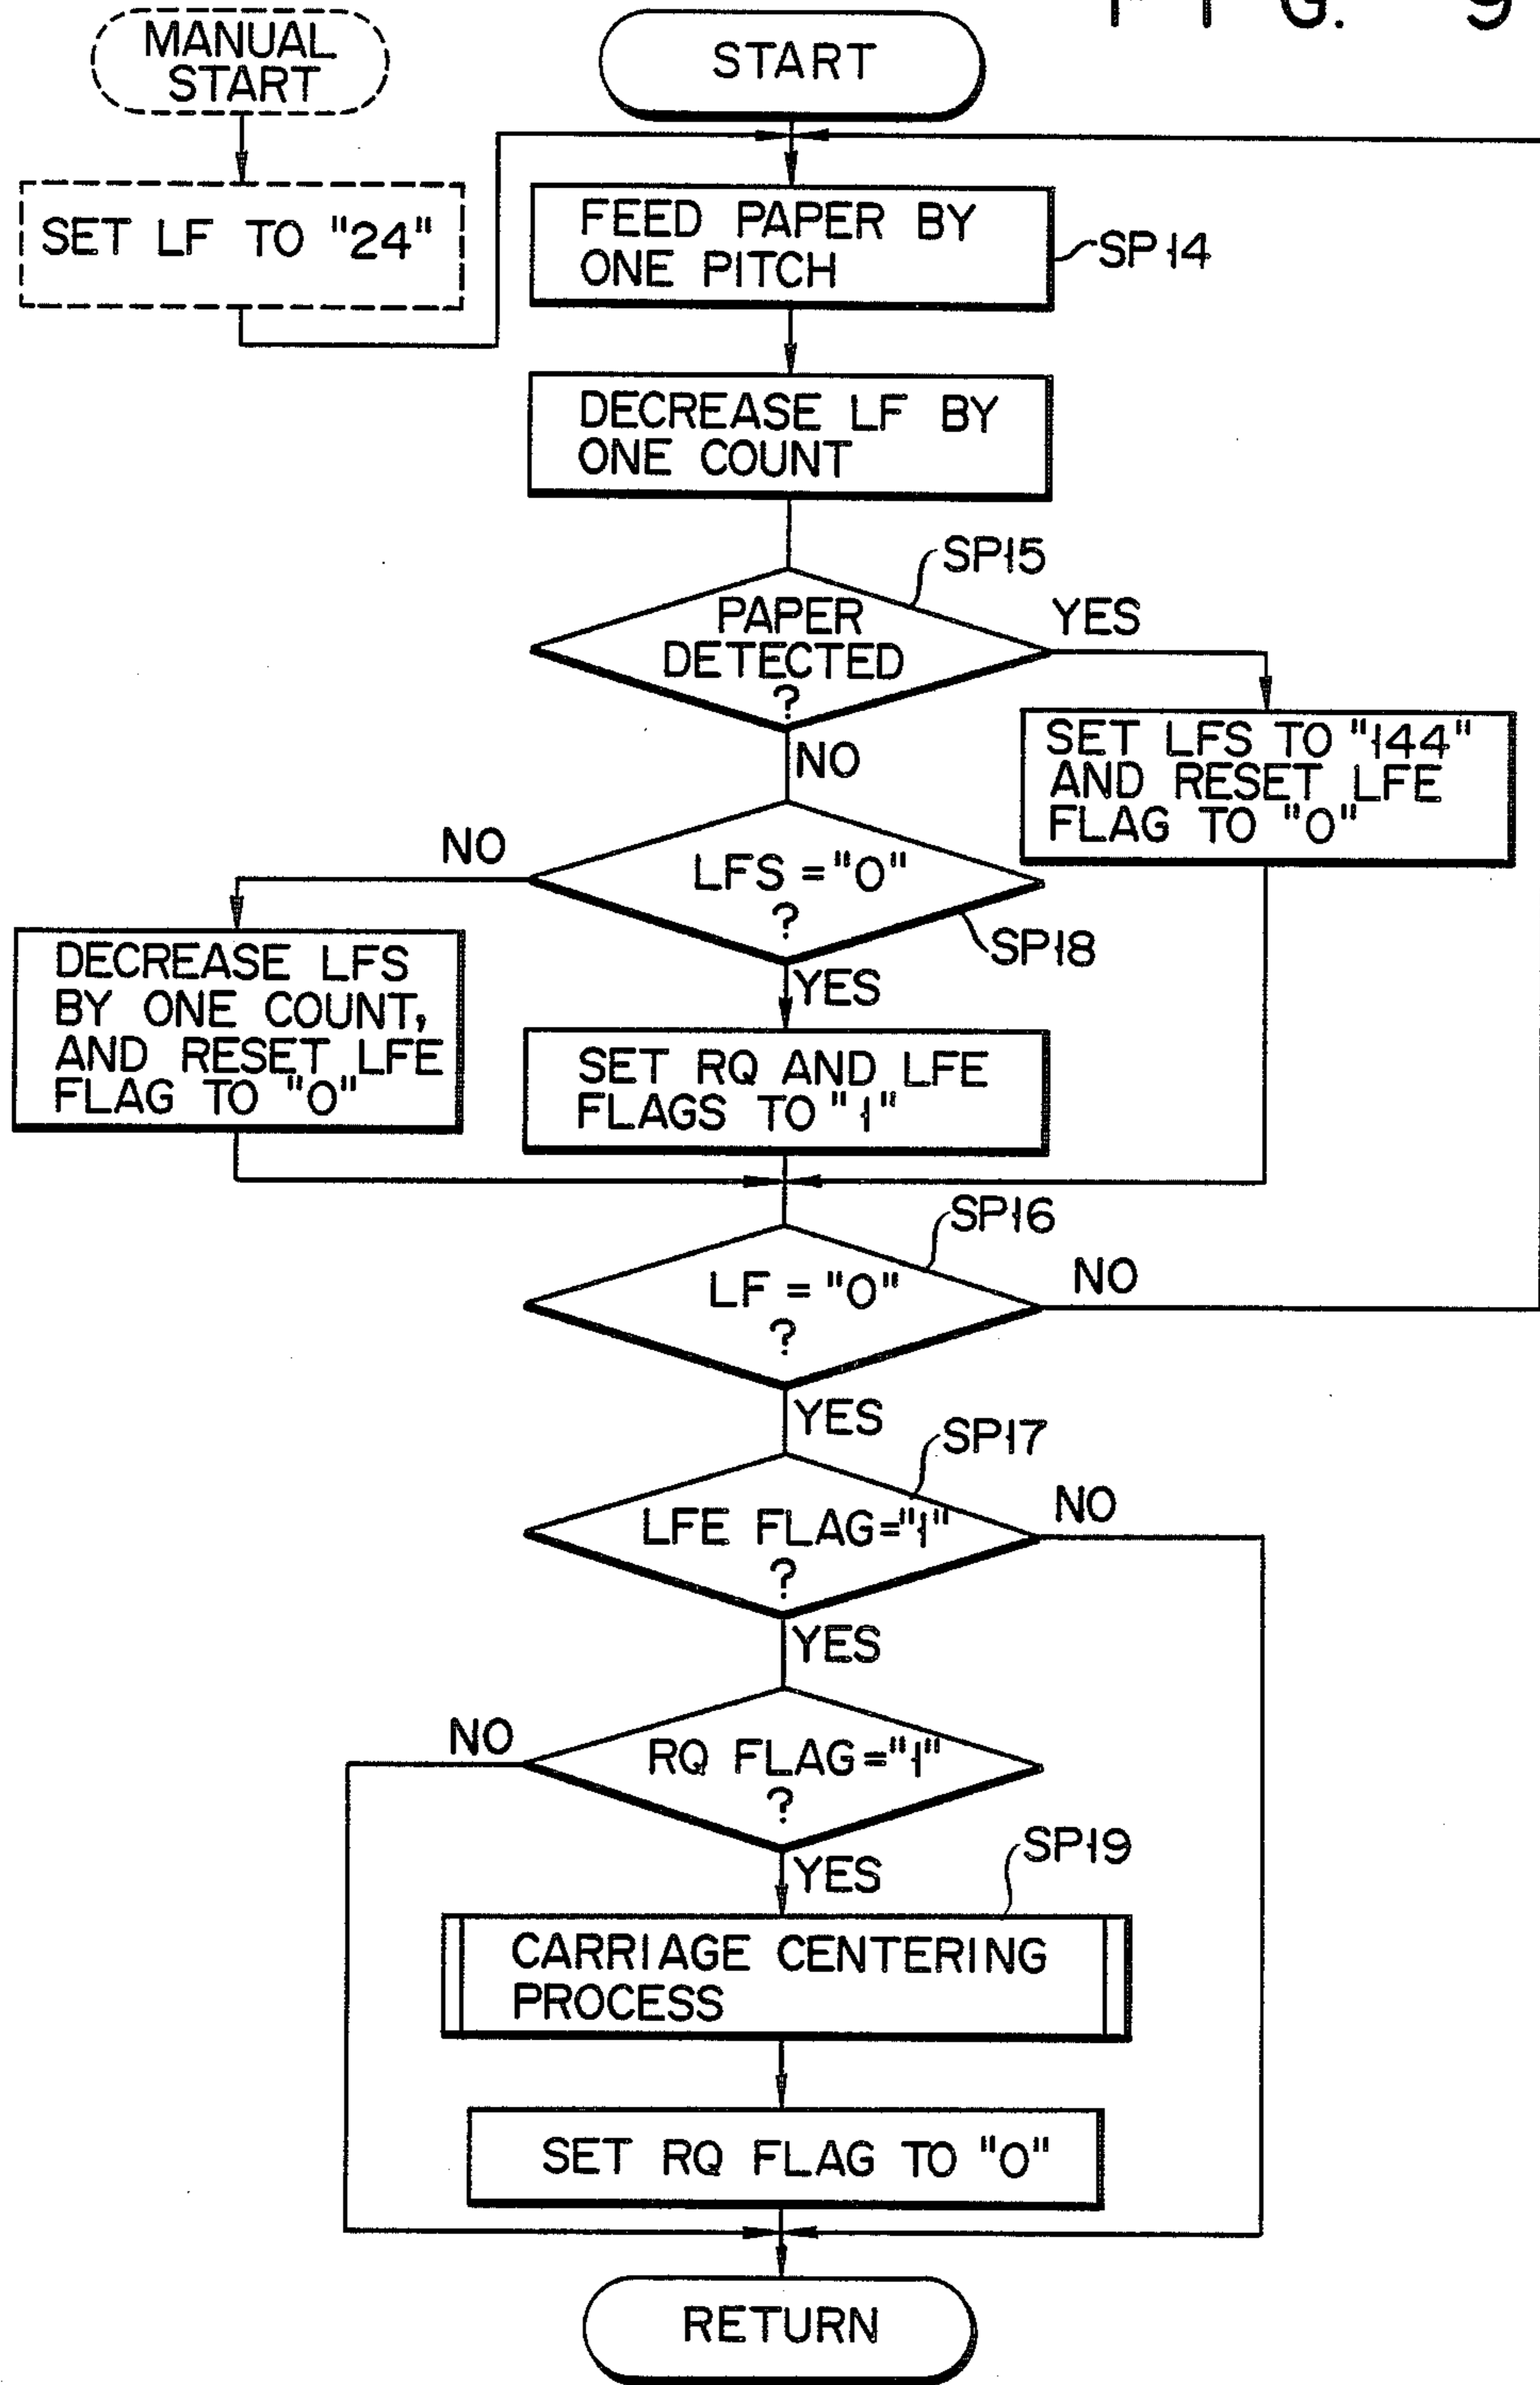 FIG. 9
MANUAL
START
START
SET LF TO "24"
FEED PAPER BY
ONE PITCH
SP14
DECREASE LF BY
ONE COUNT
SP15
PAPER
DETECTED
?
YES
NO
SET LFS TO "144"
AND RESET LFE
FLAG TO "0"
NO
LFS = "0"
?
SP18
YES
DECREASE LFS
BY ONE COUNT,
AND RESET LFE
FLAG TO "0"
SET RQ AND LFE
FLAGS TO "1"
SP16
LF = "0"
?
NO
YES
SP17
LFE FLAG="1"
?
NO
YES
NO
RQ FLAG="1"
?
SP19
YES
CARRIAGE CENTERING
PROCESS
SET RQ FLAG TO "0"
RETURN